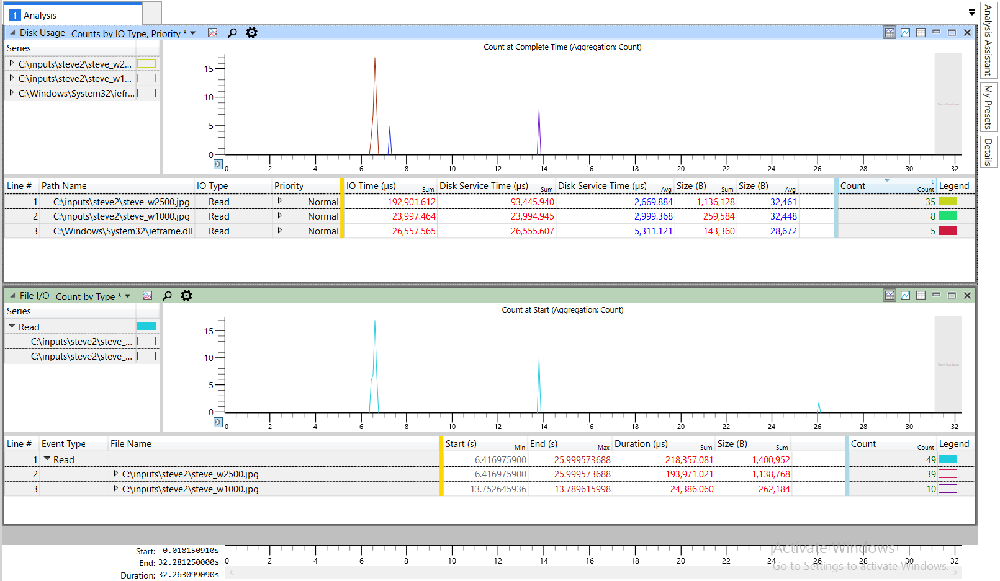 1 Analysis
Disk Usage Counts by IO Type, Priority *
Series
C:\inputs\steve2\steve_w2...
C:\inputs\steve2\steve_w1...
C:\Windows\System32\iefr...
Count at Complete Time (Aggregation: Count)
15
10
5
0
0 2 4 6 8 10 12 14 16 18 20 22 24 26 28 30 32
Line # Path Name IO Type Priority IO Time (µs) Sum Disk Service Time (µs) Sum Disk Service Time (µs) Avg Size (B) Sum Size (B) Avg Count 0 Count Legend
1 C:\inputs\steve2\steve_w2500.jpg Read Normal 192,901.612 93,445.940 2,669.884 1,136,128 32,461 35
2 C:\inputs\steve2\steve_w1000.jpg Read Normal 23,997.464 23,994.945 2,999.368 259,584 32,448 8
3 C:\Windows\System32\ieframe.dll Read Normal 26,557.565 26,555.607 5,311.121 143,360 28,672 5
File I/O Count by Type *
Series
Read
C:\inputs\steve2\steve_...
C:\inputs\steve2\steve_...
Count at Start (Aggregation: Count)
15
10
5
0
0 2 4 6 8 10 12 14 16 18 20 22 24 26 28 30 32
Line # Event Type File Name Start (s) Min End (s) Max Duration (µs) Sum Size (B) Sum Count Count Legend
1 Read 6.416975900 25.999573688 218,357.081 1,400,952 49
2 C:\inputs\steve2\steve_w2500.jpg 6.416975900 25.999573688 193,971.021 1,138,768 39
3 C:\inputs\steve2\steve_w1000.jpg 13.752645936 13.789615998 24,386.060 262,184 10
Start: 0.018150910s
End: 32.281250000s
Duration: 32.263099090s
0 2 4 6 8 10 12 14 16 18 20 22 24 26 28 30 32
Activate Windows
Go to Settings to activate Windows.
Analysis Assistant
My Presets
Details